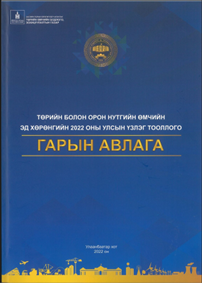 ТӨРИЙН БОЛОН ОРОН НУТГИЙН ӨМЧИЙН
ЭД ХӨРӨНГИЙН 2022 ОНЫ УЛСЫН ҮЗЛЭГ ТООЛЛОГО
ГАРЫН АВЛАГА
Улаанбаатар хот
2022 он